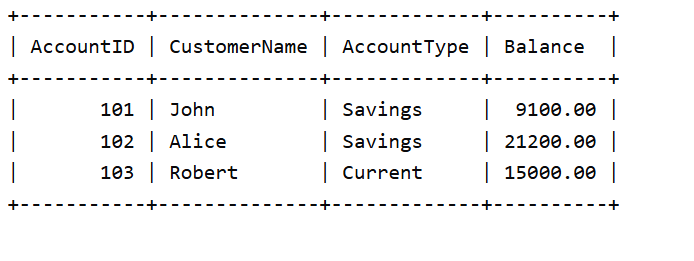 +-----------+--------------+-------------+----------+
| AccountID | CustomerName | AccountType | Balance  |
+-----------+--------------+-------------+----------+
|       101 | John         | Savings     |  9100.00 |
|       102 | Alice        | Savings     | 21200.00 |
|       103 | Robert       | Current     | 15000.00 |
+-----------+--------------+-------------+----------+